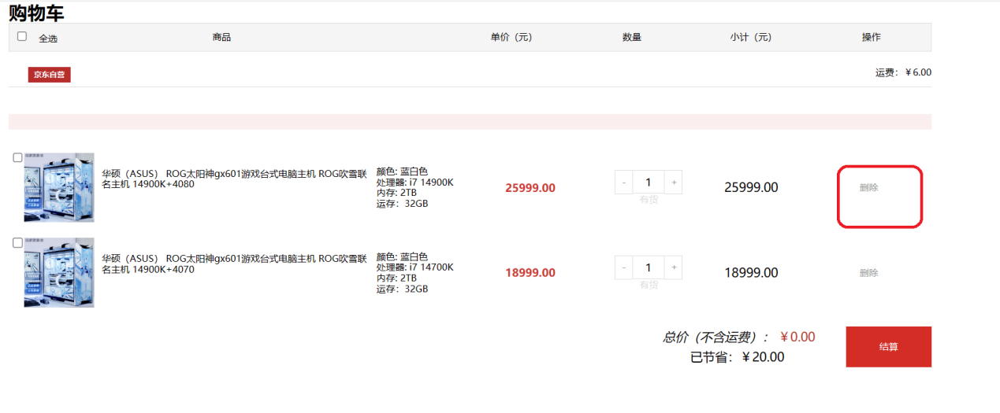 购物车
全选 商品 单价（元） 数量 小计（元） 操作
京东自营 运费：￥6.00
华硕（ASUS） ROG太阳神gx601游戏台式电脑主机 ROG吹雪联
名主机 14900K+4080
颜色: 蓝白色
处理器: i7 14900K
内存: 2TB
运存：32GB
25999.00
- 1 +
有货
25999.00
删除
华硕（ASUS） ROG太阳神gx601游戏台式电脑主机 ROG吹雪联
名主机 14900K+4070
颜色: 蓝白色
处理器: i7 14700K
内存: 2TB
运存：32GB
18999.00
- 1 +
有货
18999.00
删除
总价（不含运费）：￥0.00
已节省：￥20.00
结算